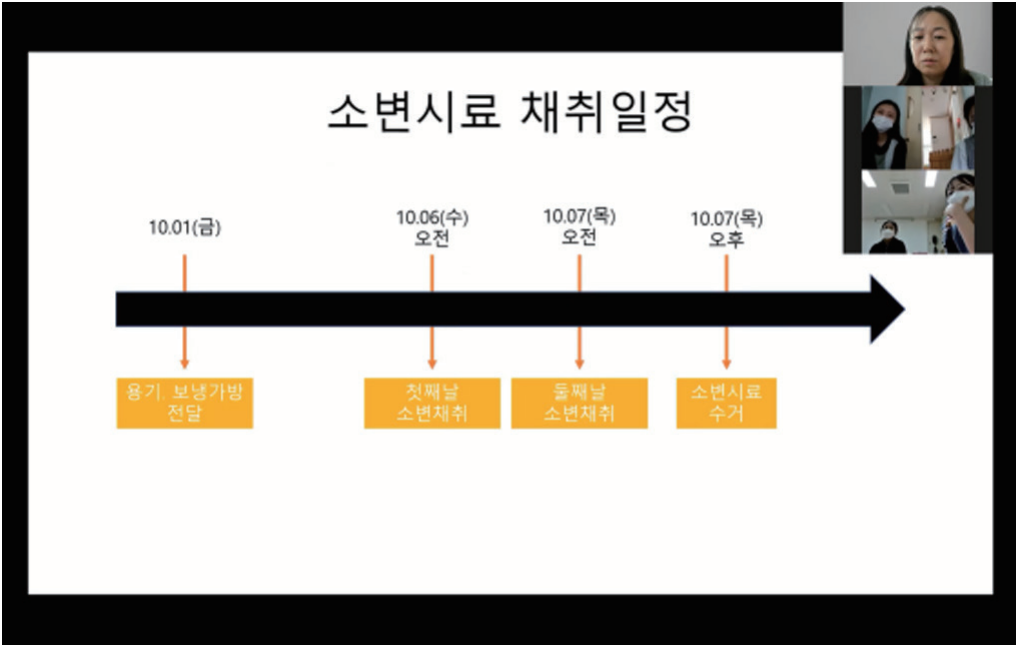 소변시료 채취일정
10.01(금)
10.06(수)
오전
10.07(목)
오전
10.07(목)
오후
용기, 보냉가방
전달
첫째날
소변채취
둘째날
소변채취
소변시료
수거